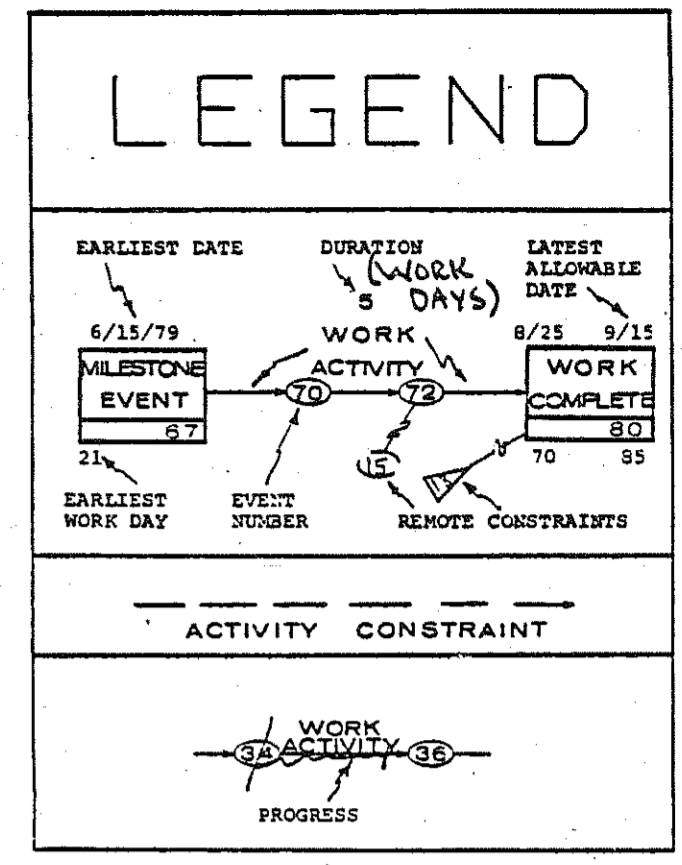 LEGEND
EARLIEST DATE
DURATION
(WORK
DAYS)
5
LATEST
ALLOWABLE
DATE
6/15/79
WORK
ACTIVITY
8/25 9/15
MILESTONE
EVENT
67
70
72
WORK
COMPLETE
80
21
15
70 85
EARLIEST
WORK DAY
EVENT
NUMBER
REMOTE CONSTRAINTS
ACTIVITY CONSTRAINT
34
WORK
ACTIVITY
36
PROGRESS